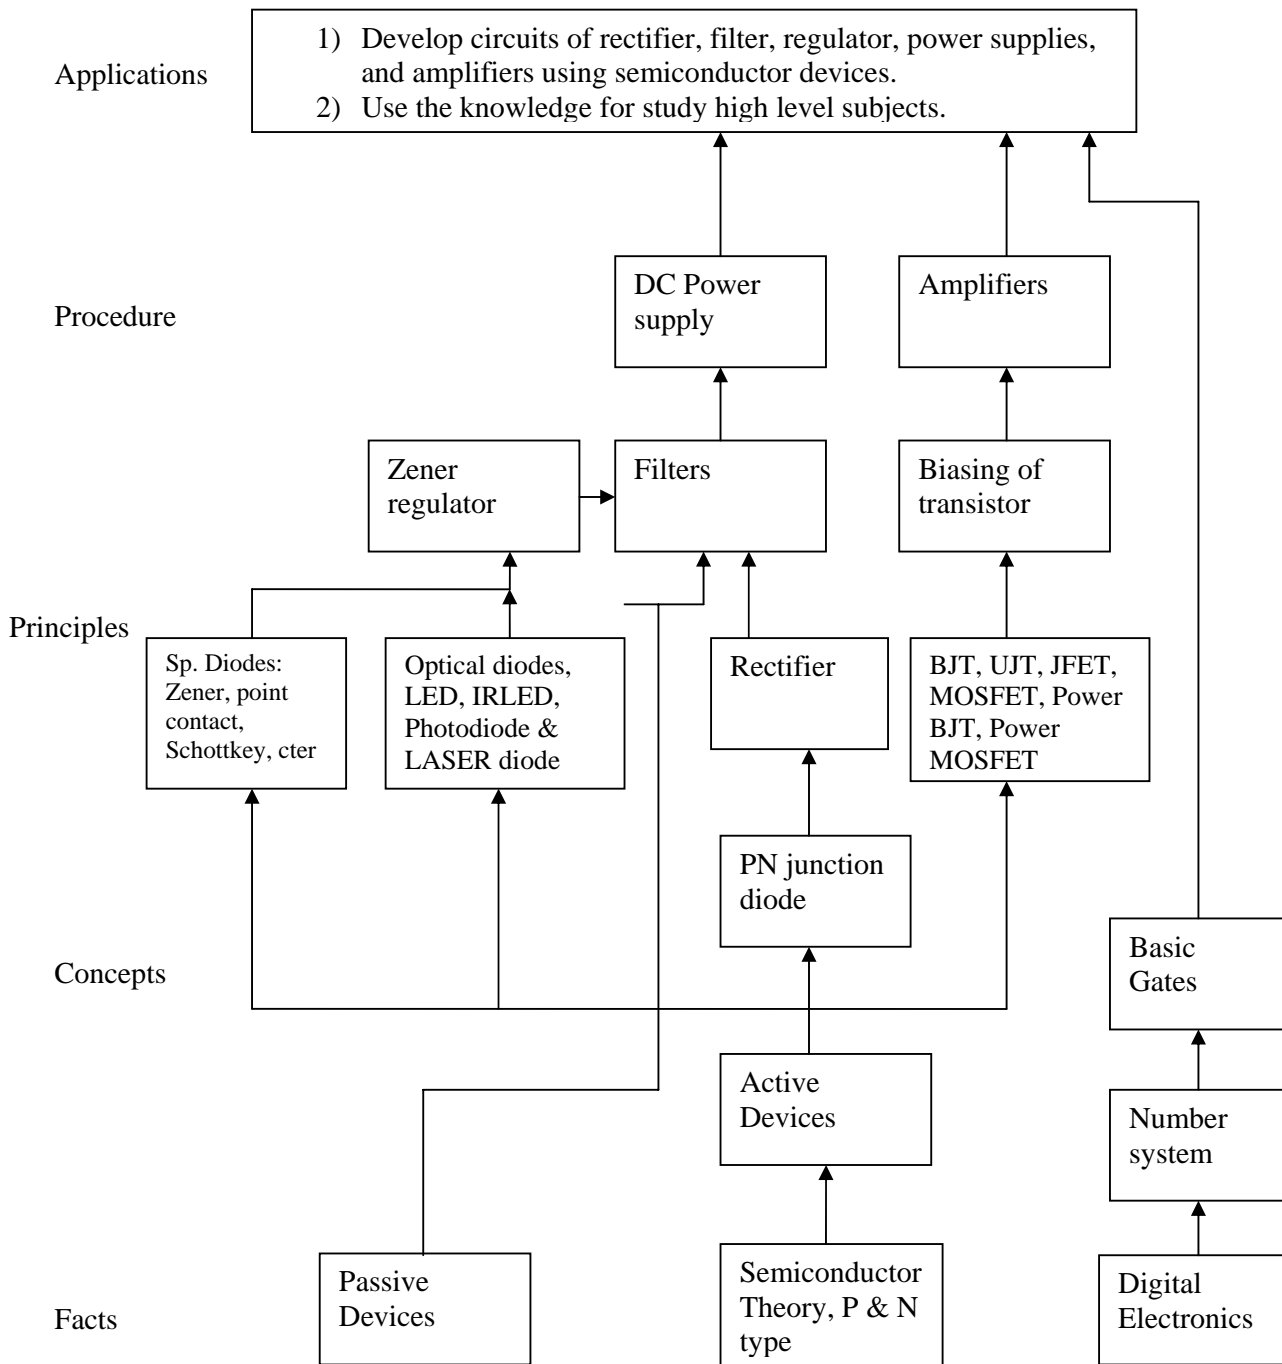 1) Develop circuits of rectifier, filter, regulator, power supplies,
and amplifiers using semiconductor devices.
2) Use the knowledge for study high level subjects.
Applications
DC Power
supply
Amplifiers
Procedure
Zener
regulator
Filters
Biasing of
transistor
Principles
Sp. Diodes:
Zener, point
contact,
Schottkey, cter
Optical diodes,
LED, IRLED,
Photodiode &
LASER diode
Rectifier
BJT, UJT, JFET,
MOSFET, Power
BJT, Power
MOSFET
PN junction
diode
Concepts
Basic
Gates
Active
Devices
Number
system
Facts
Passive
Devices
Semiconductor
Theory, P & N
type
Digital
Electronics